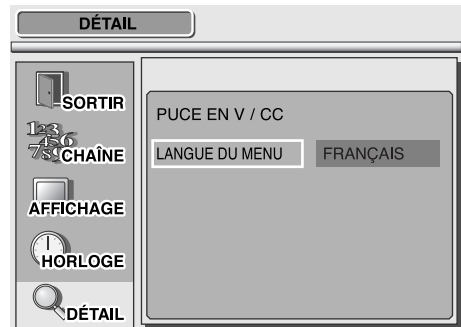 DÉTAIL
SORTIR
123
456
789
CHAÎNE
AFFICHAGE
HORLOGE
DÉTAIL
PUCE EN V / CC
LANGUE DU MENU FRANÇAIS